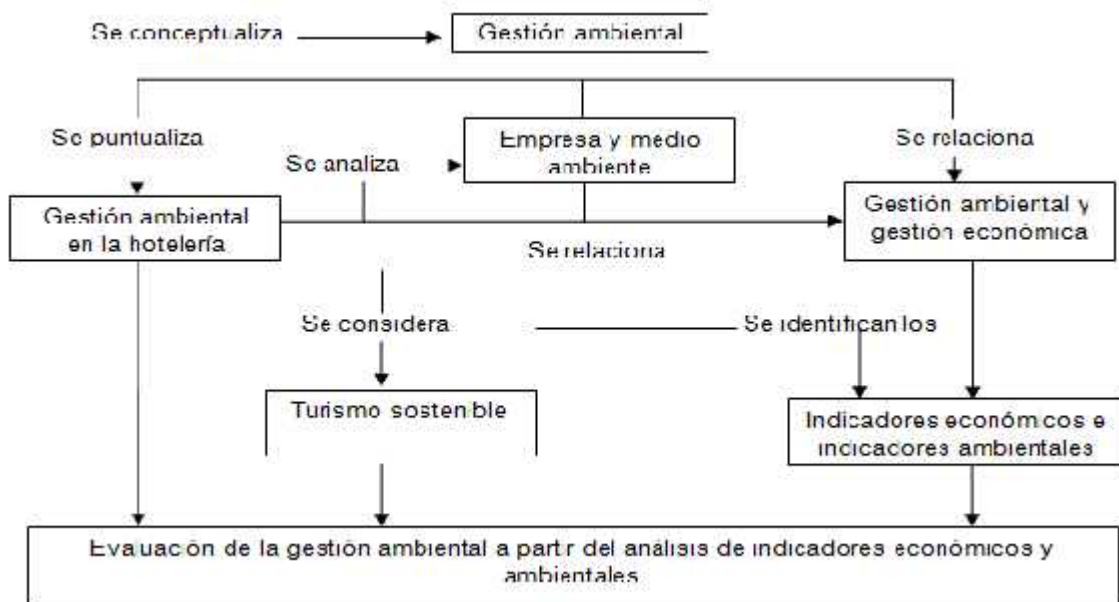 Se conceptualiza
Gestión ambiental
Se puntualiza
Se analiza
Empresa y medio
ambiente
Se relaciona
Gestión ambiental
en la hotelería
Gestión ambiental y
gestión económica
Se relaciona
Se considera
Se identifican los
Turismo sostenible
Indicadores económicos e
indicadores ambientales
Evaluación de la gestión ambiental a partir del análisis de indicadores económicos y
ambientales